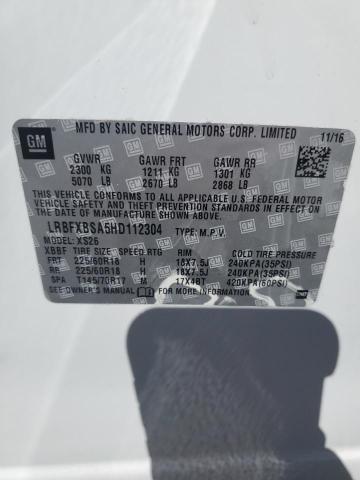 GM
MFD BY SAIC GENERAL MOTORS CORP. LIMITED 11/16
GVWR GAWR FRT GAWR RR
2300 KG 1211 KG 1301 KG
5070 LB 2670 LB 2868 LB
THIS VEHICLE CONFORMS TO ALL APPLICABLE U.S. FEDERAL MOTOR
VEHICLE SAFETY AND THEFT PREVENTION STANDARDS IN EFFECT
ON THE DATE OF MANUFACTURE SHOWN ABOVE.
LRBFXBSA5HD112304 TYPE: M.P.V.
MODEL: XS26
XBBF TIRE SIZE SPEED RTG RIM COLD TIRE PRESSURE
FRT 225/60R18 H 18X7.5J 240KPA(35PSI)
RR 225/60R18 H 18X7.5J 240KPA(35PSI)
SPA T145/70R17 M 17X4BT 420KPA(60PSI)
SEE OWNER'S MANUAL FOR MORE INFORMATION